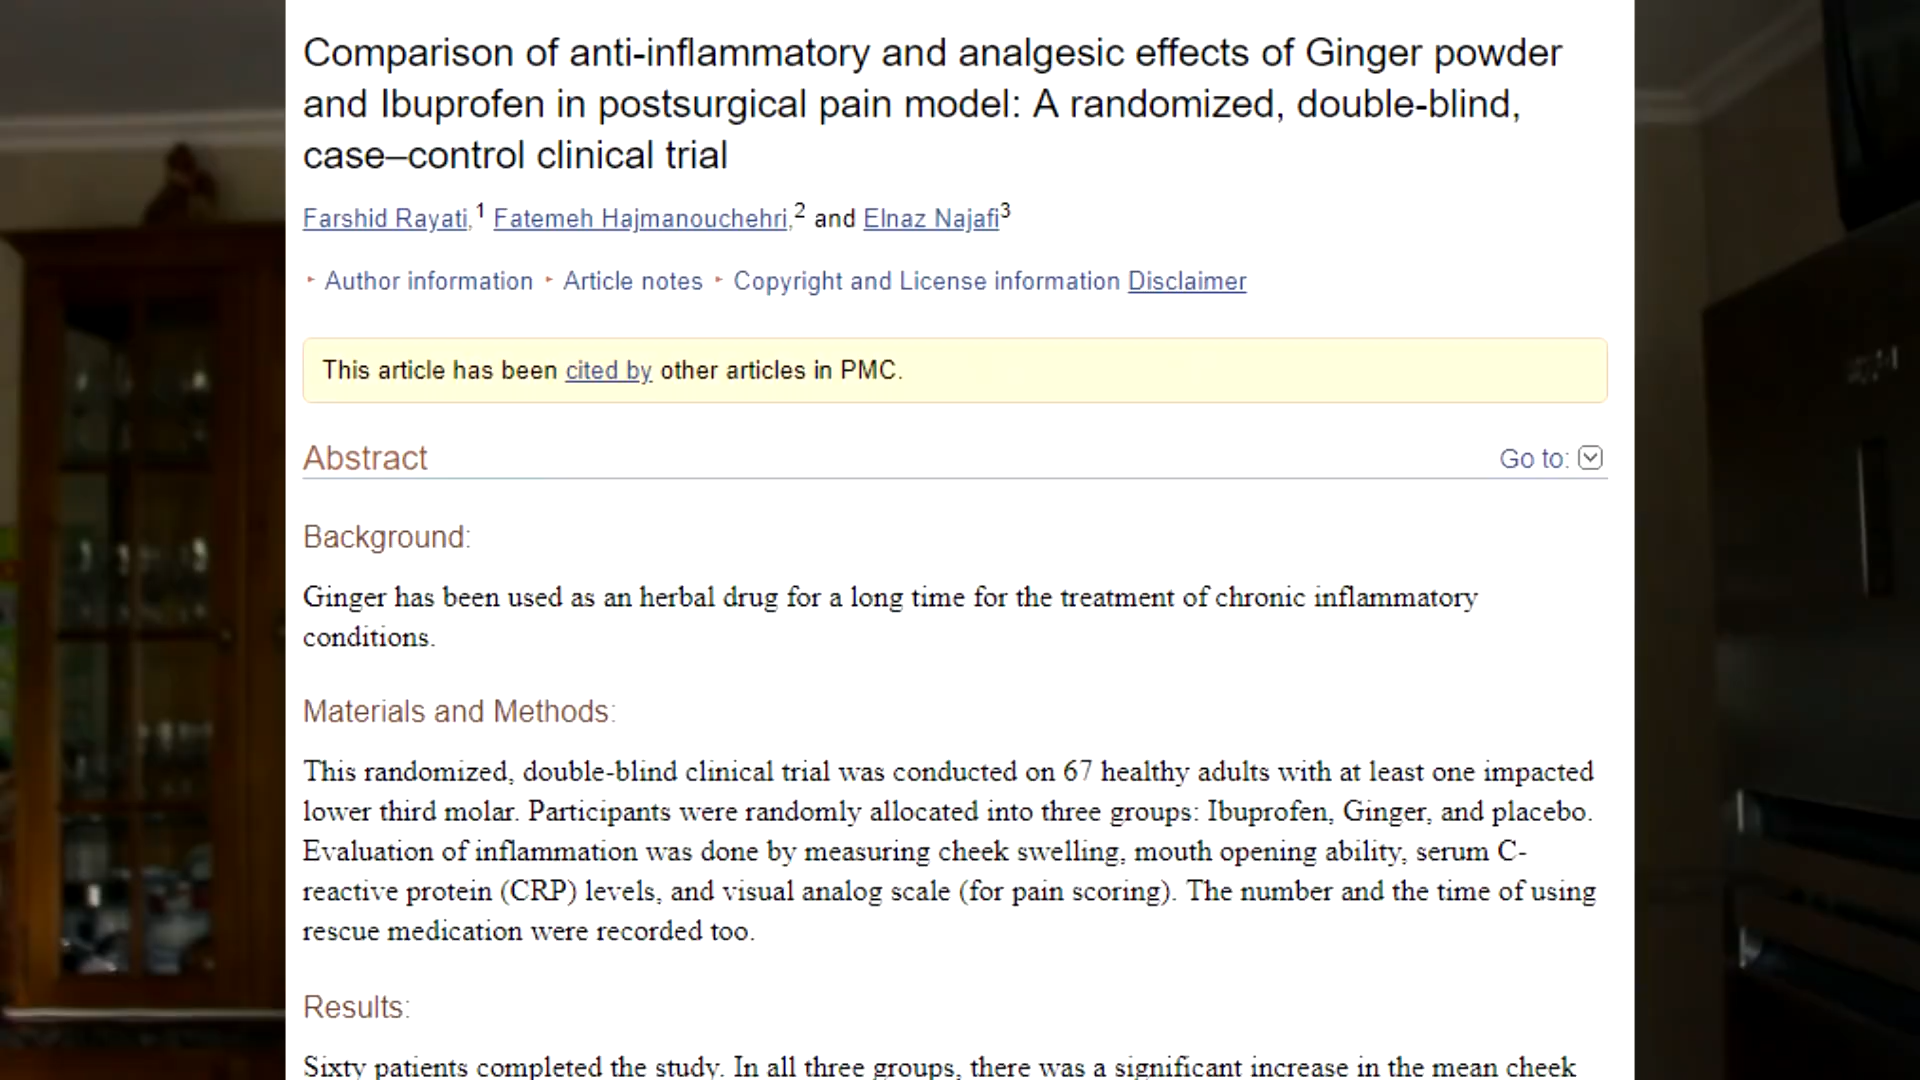 Comparison of anti-inflammatory and analgesic effects of Ginger powder
and Ibuprofen in postsurgical pain model: A randomized, double-blind,
case–control clinical trial
Farshid Rayati,1 Fatemeh Hajmanouchehri,2 and Elnaz Najafi3
‣ Author information ‣ Article notes ‣ Copyright and License information Disclaimer
This article has been cited by other articles in PMC.
Abstract
Go to:
Background:
Ginger has been used as an herbal drug for a long time for the treatment of chronic inflammatory
conditions.
Materials and Methods:
This randomized, double-blind clinical trial was conducted on 67 healthy adults with at least one impacted
lower third molar. Participants were randomly allocated into three groups: Ibuprofen, Ginger, and placebo.
Evaluation of inflammation was done by measuring cheek swelling, mouth opening ability, serum C-
reactive protein (CRP) levels, and visual analog scale (for pain scoring). The number and the time of using
rescue medication were recorded too.
Results:
Sixty patients completed the study. In all three groups, there was a significant increase in the mean cheek